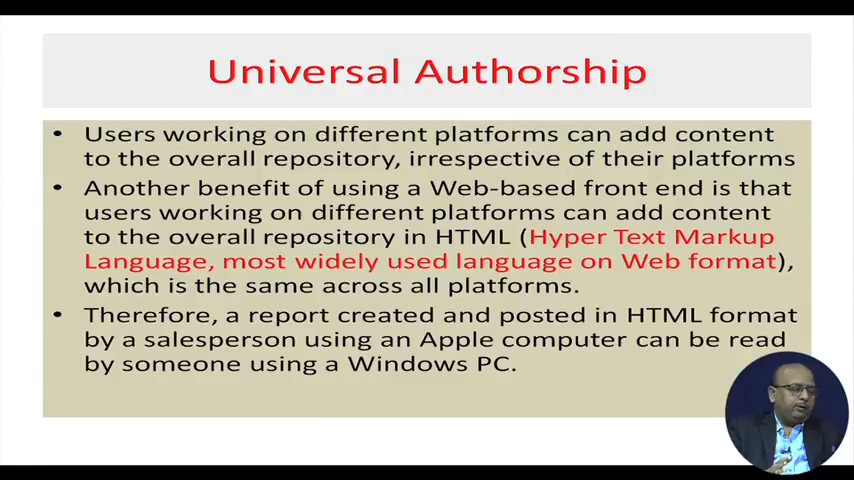 Universal Authorship
• Users working on different platforms can add content
to the overall repository, irrespective of their platforms
• Another benefit of using a Web-based front end is that
users working on different platforms can add content
to the overall repository in HTML (Hyper Text Markup
Language, most widely used language on Web format),
which is the same across all platforms.
• Therefore, a report created and posted in HTML format
by a salesperson using an Apple computer can be read
by someone using a Windows PC.